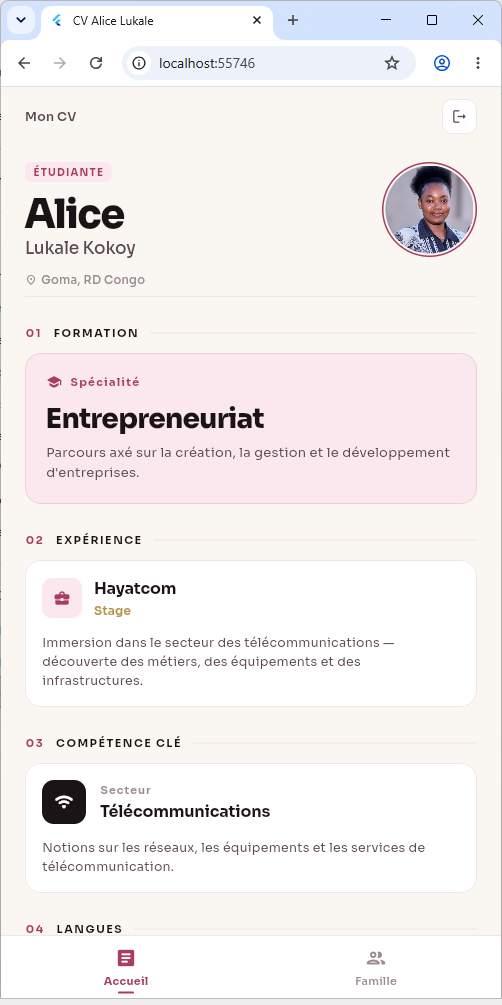 CV Alice Lukale
localhost:55746
Mon CV
ÉTUDIANTE
Alice
Lukale Kokoy
Goma, RD Congo
01 FORMATION
Spécialité
Entrepreneuriat
Parcours axé sur la création, la gestion et le développement
d'entreprises.
02 EXPÉRIENCE
Hayatcom
Stage
Immersion dans le secteur des télécommunications —
découverte des métiers, des équipements et des
infrastructures.
03 COMPÉTENCE CLÉ
Secteur
Télécommunications
Notions sur les réseaux, les équipements et les services de
télécommunication.
04 LANGUES
Accueil
Famille